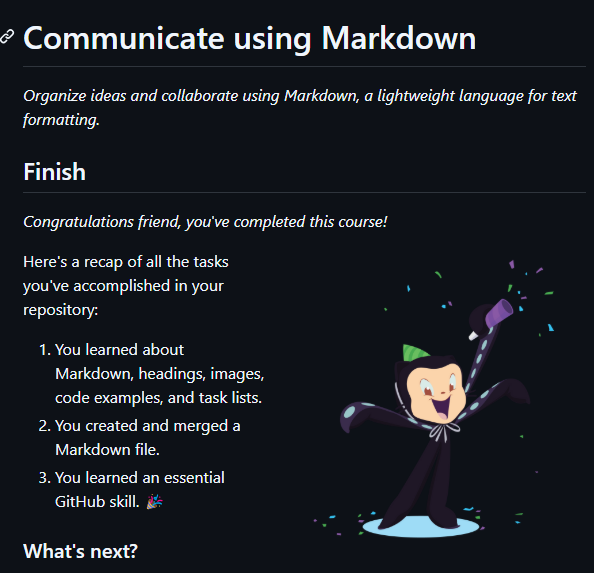 Communicate using Markdown
Organize ideas and collaborate using Markdown, a lightweight language for text
formatting.
Finish
Congratulations friend, you've completed this course!
Here's a recap of all the tasks
you've accomplished in your
repository:
1. You learned about
Markdown, headings, images,
code examples, and task lists.
2. You created and merged a
Markdown file.
3. You learned an essential
GitHub skill. 🎉
What's next?